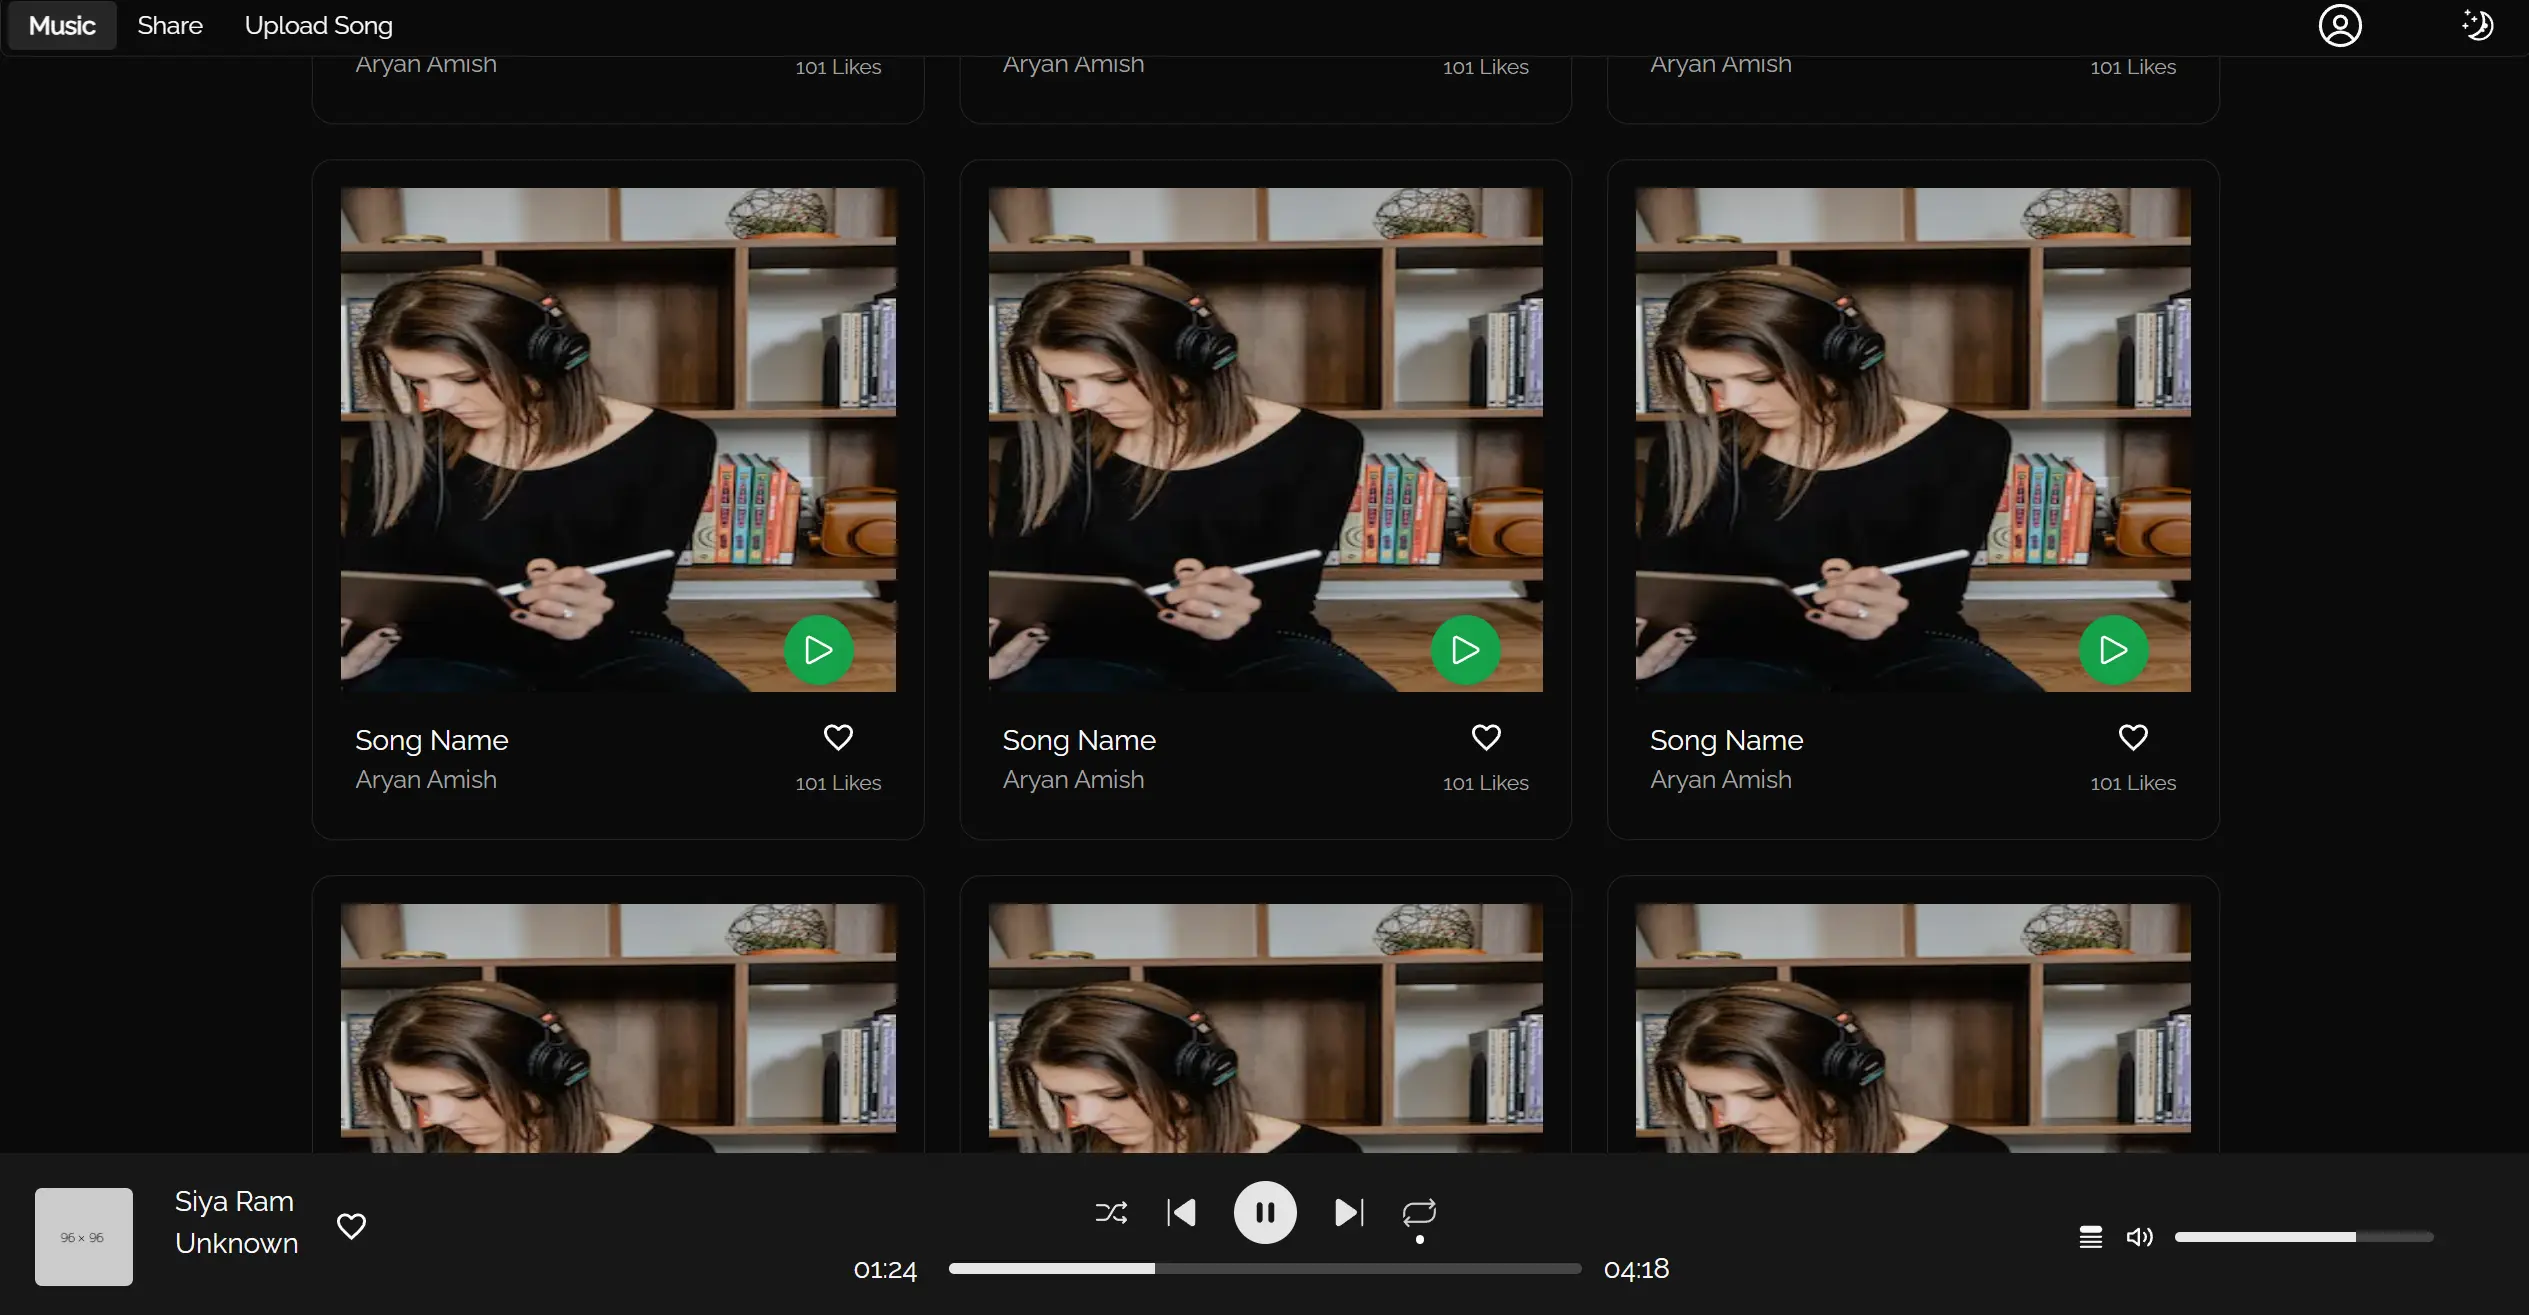 Music Share Upload Song
Aryan Amish 101 Likes Aryan Amish 101 Likes Aryan Amish 101 Likes
Song Name Song Name Song Name
Aryan Amish 101 Likes Aryan Amish 101 Likes Aryan Amish 101 Likes
96 × 96
Siya Ram
Unknown
01:24 04:18